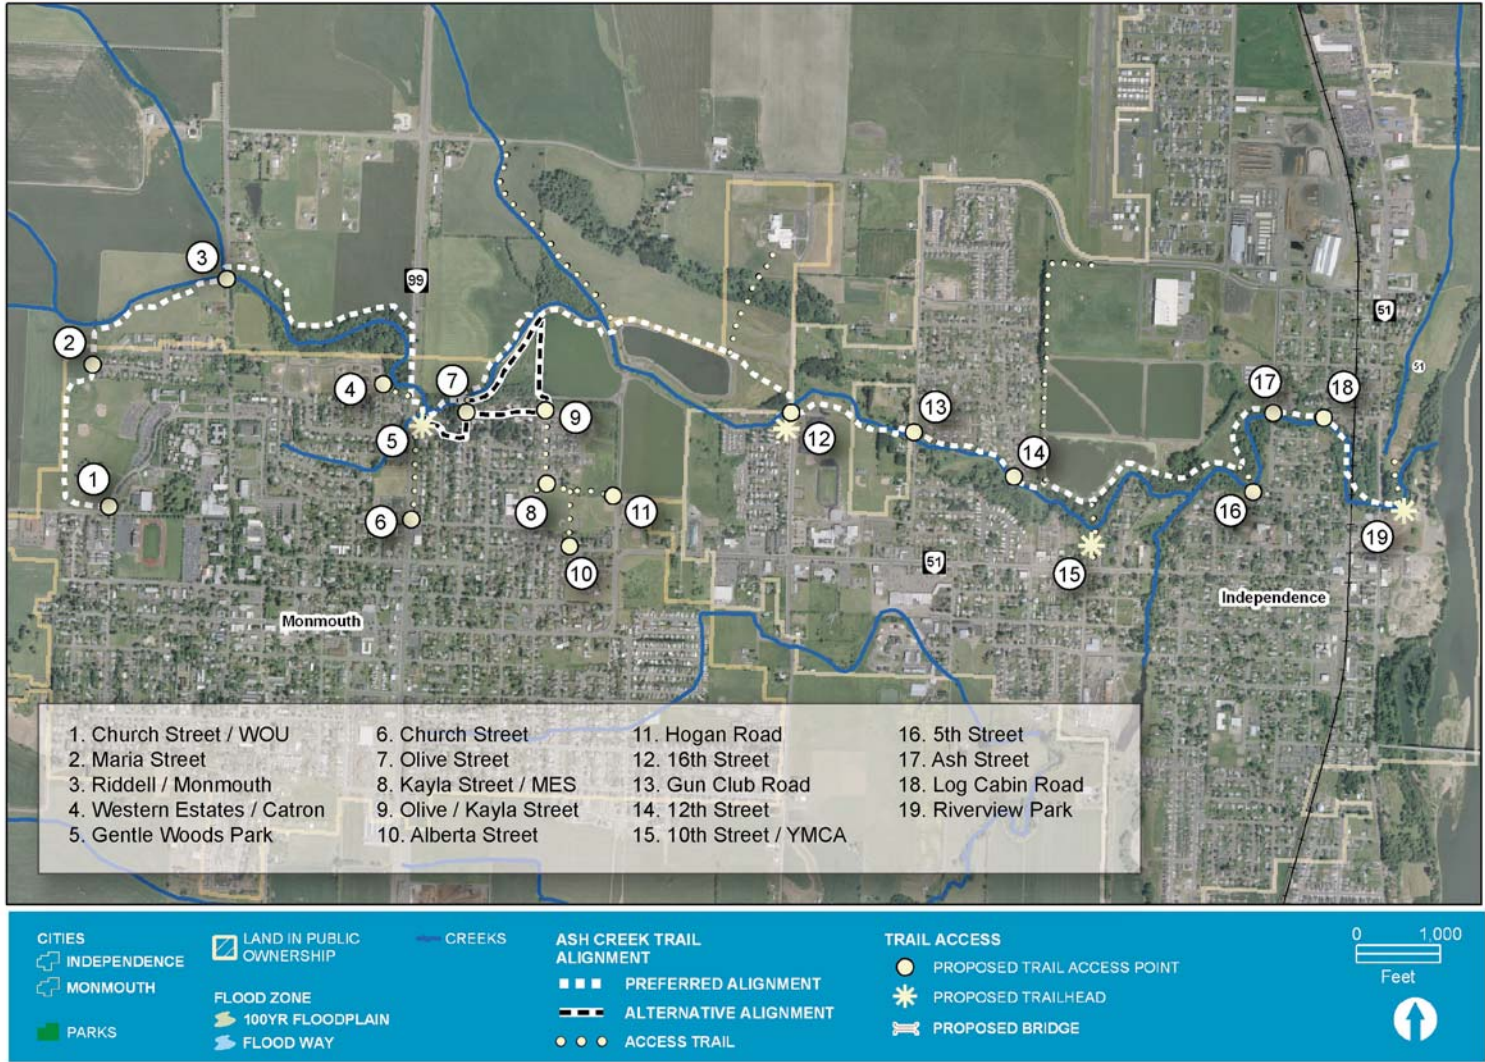 3
99
51
2
51
4
7
17
18
9
13
5
12
14
1
8
11
16
6
19
10
51
15
Monmouth
Independence
1. Church Street / WOU
2. Maria Street
3. Riddell / Monmouth
4. Western Estates / Catron
5. Gentle Woods Park
6. Church Street
7. Olive Street
8. Kayla Street / MES
9. Olive / Kayla Street
10. Alberta Street
11. Hogan Road
12. 16th Street
13. Gun Club Road
14. 12th Street
15. 10th Street / YMCA
16. 5th Street
17. Ash Street
18. Log Cabin Road
19. Riverview Park
CITIES
INDEPENDENCE
MONMOUTH
PARKS
LAND IN PUBLIC
OWNERSHIP
FLOOD ZONE
100YR FLOODPLAIN
FLOOD WAY
CREEKS
ASH CREEK TRAIL
ALIGNMENT
PREFERRED ALIGNMENT
ALTERNATIVE ALIGNMENT
ACCESS TRAIL
TRAIL ACCESS
PROPOSED TRAIL ACCESS POINT
PROPOSED TRAILHEAD
PROPOSED BRIDGE
0 1,000
Feet